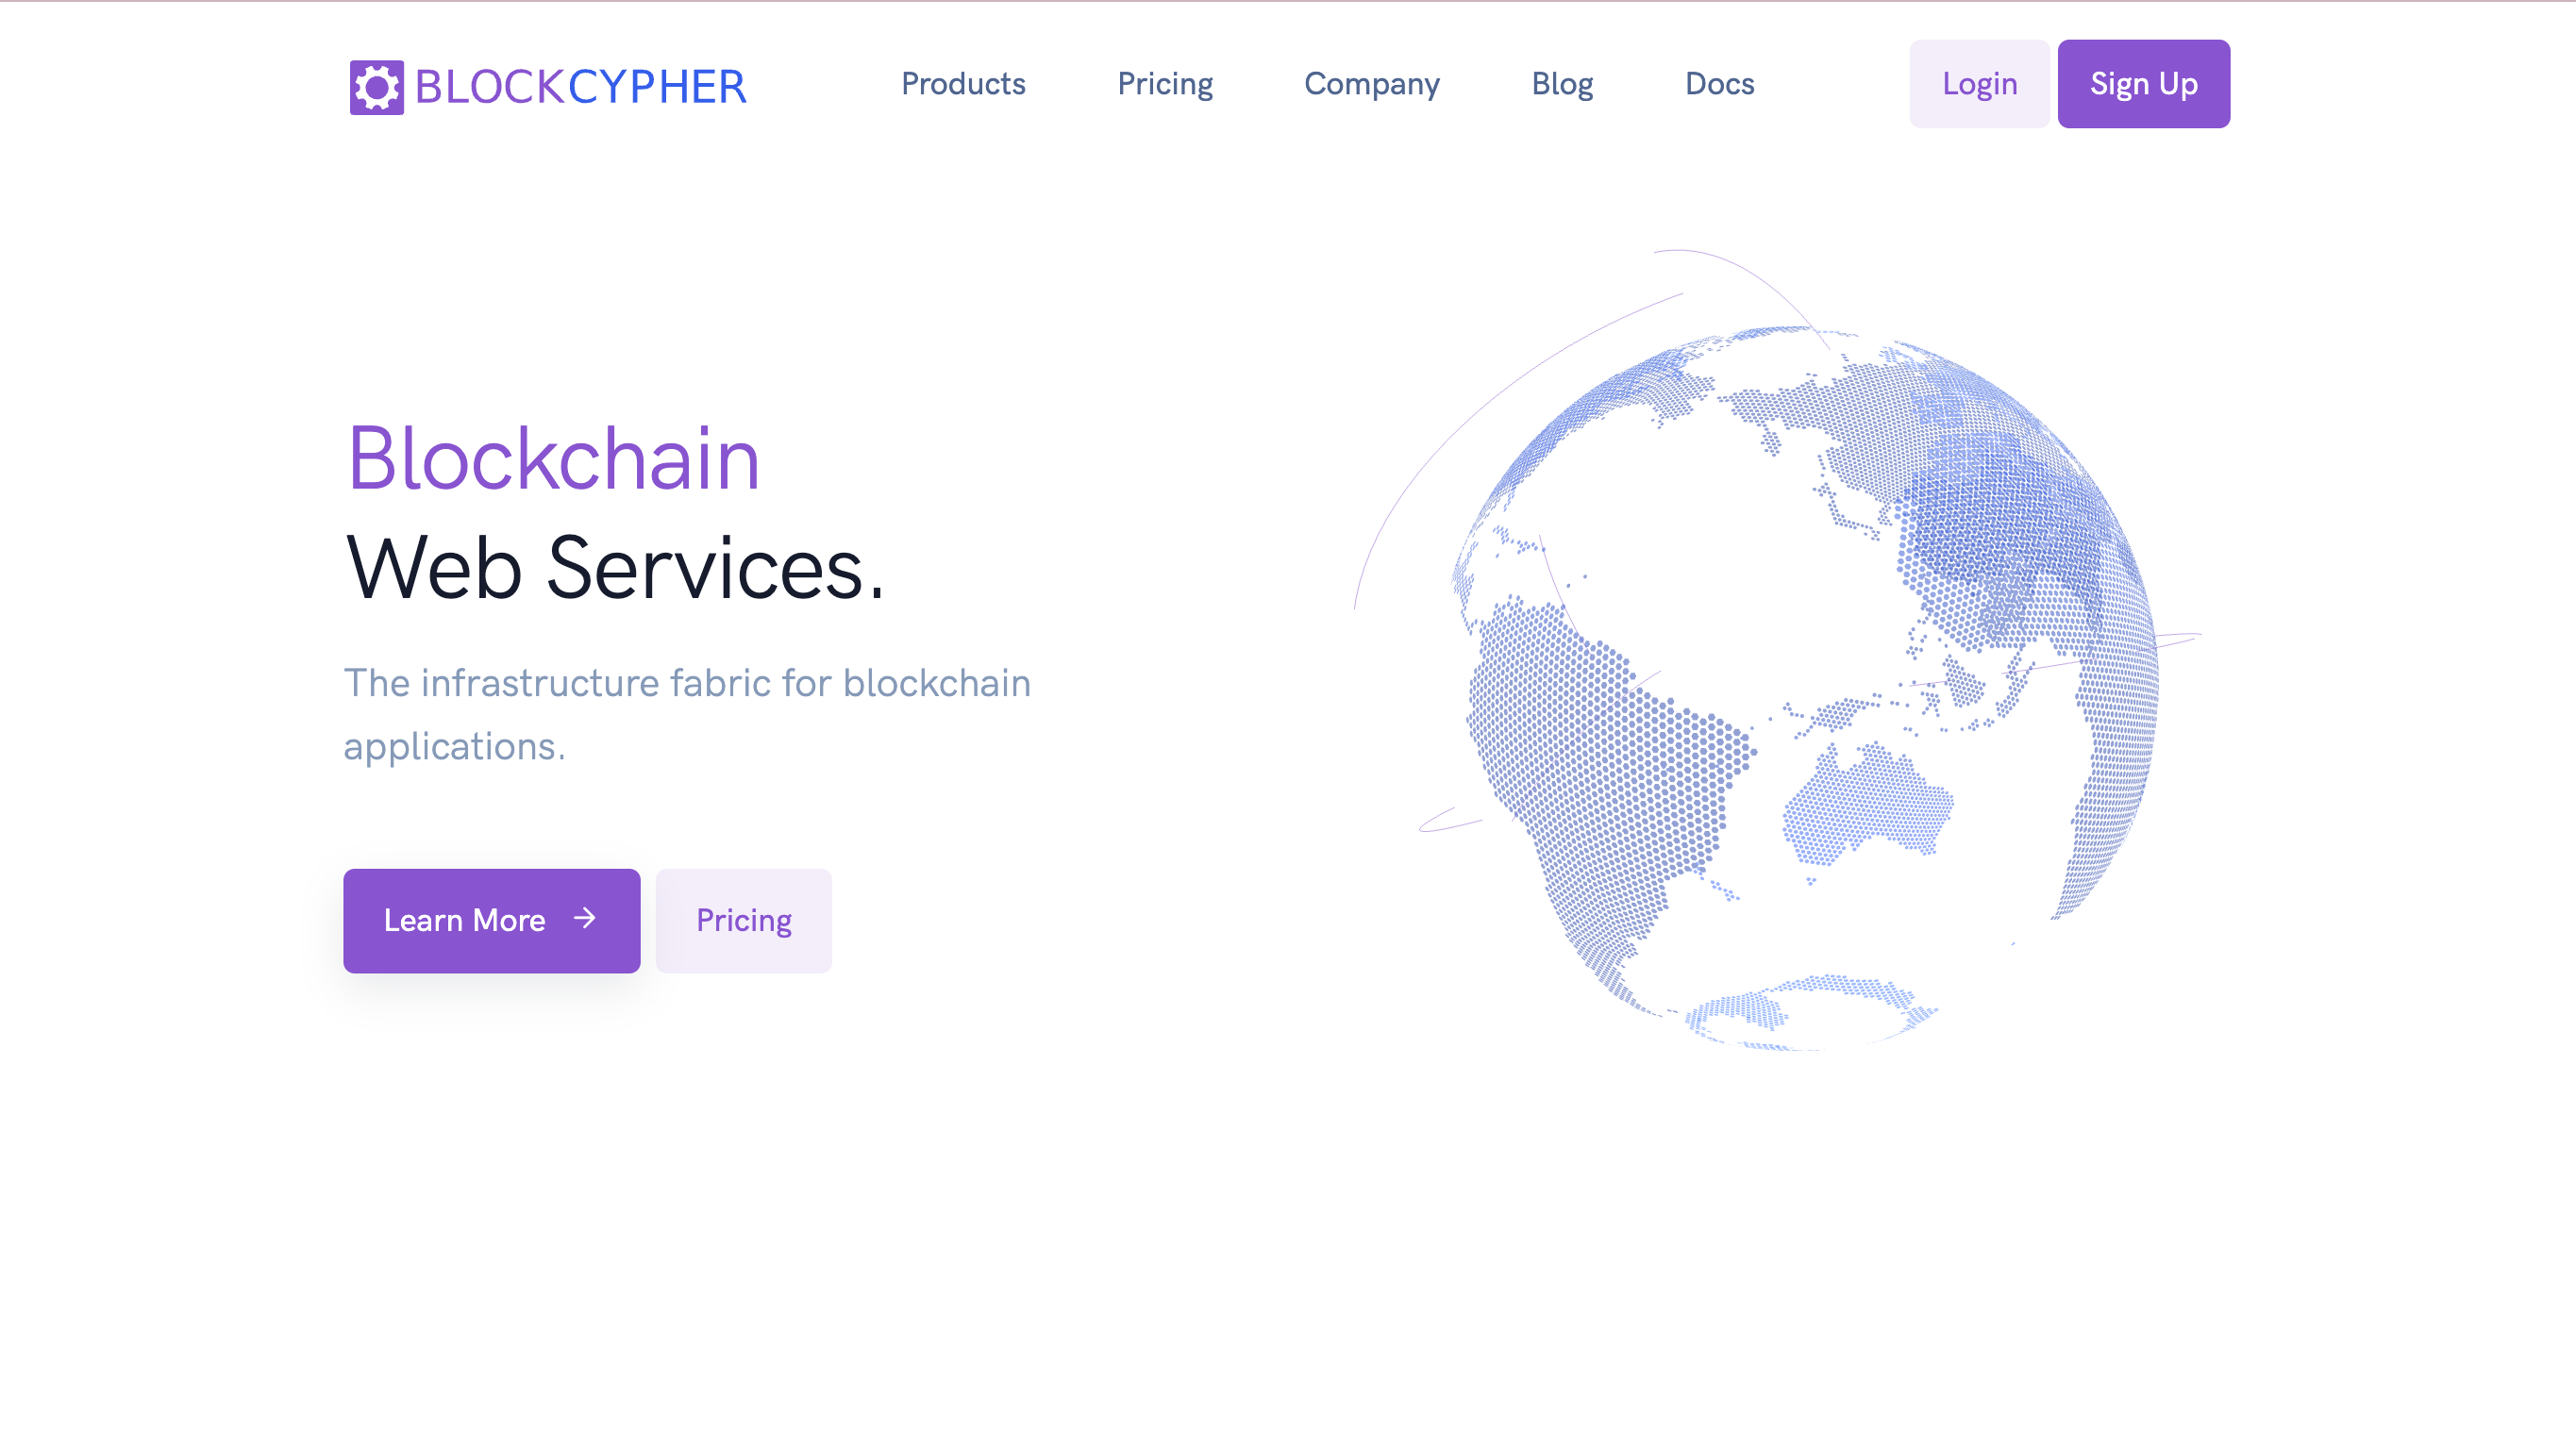 BLOCKCYPHER
Products
Pricing
Company
Blog
Docs
Login
Sign Up
Blockchain
Web Services.
The infrastructure fabric for blockchain
applications.
Learn More →
Pricing